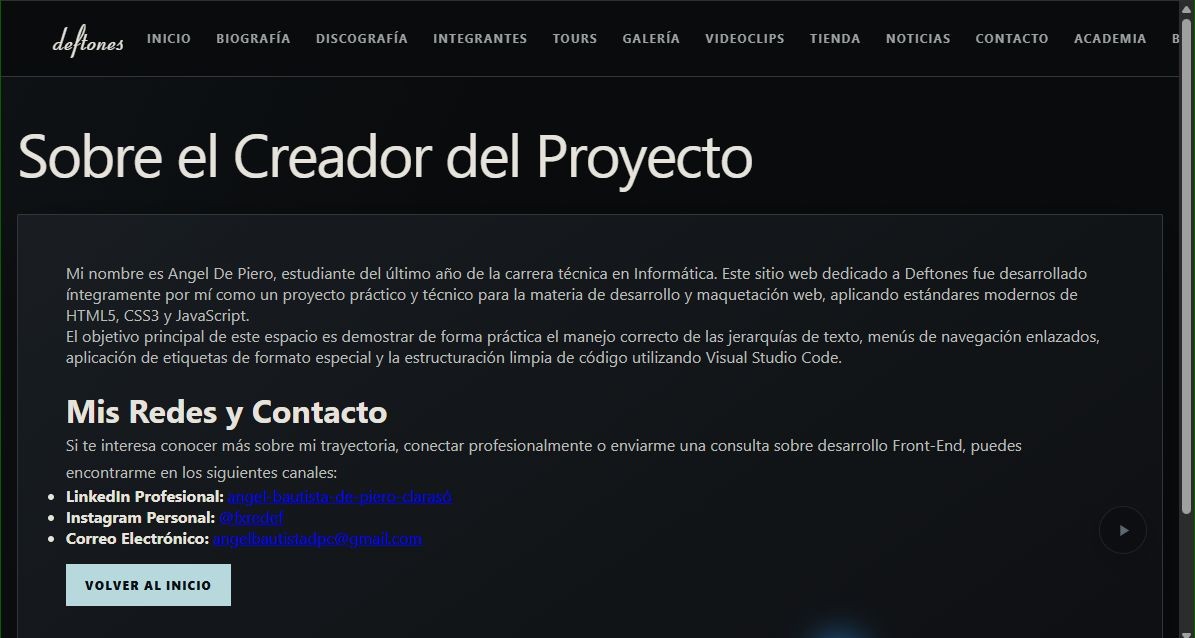 deftones
INICIO
BIOGRAFÍA
DISCOGRAFÍA
INTEGRANTES
TOURS
GALERÍA
VIDEOCLIPS
TIENDA
NOTICIAS
CONTACTO
ACADEMIA
Sobre el Creador del Proyecto
Mi nombre es Angel De Piero, estudiante del último año de la carrera técnica en Informática. Este sitio web dedicado a Deftones fue desarrollado
íntegramente por mí como un proyecto práctico y técnico para la materia de desarrollo y maquetación web, aplicando estándares modernos de
HTML5, CSS3 y JavaScript.
El objetivo principal de este espacio es demostrar de forma práctica el manejo correcto de las jerarquías de texto, menús de navegación enlazados,
aplicación de etiquetas de formato especial y la estructuración limpia de código utilizando Visual Studio Code.
Mis Redes y Contacto
Si te interesa conocer más sobre mi trayectoria, conectar profesionalmente o enviarme una consulta sobre desarrollo Front-End, puedes
encontrarme en los siguientes canales:
LinkedIn Profesional: angel-bautista-de-piero-clarasó
Instagram Personal: @fxredef
Correo Electrónico: angelbautistadpc@gmail.com
VOLVER AL INICIO